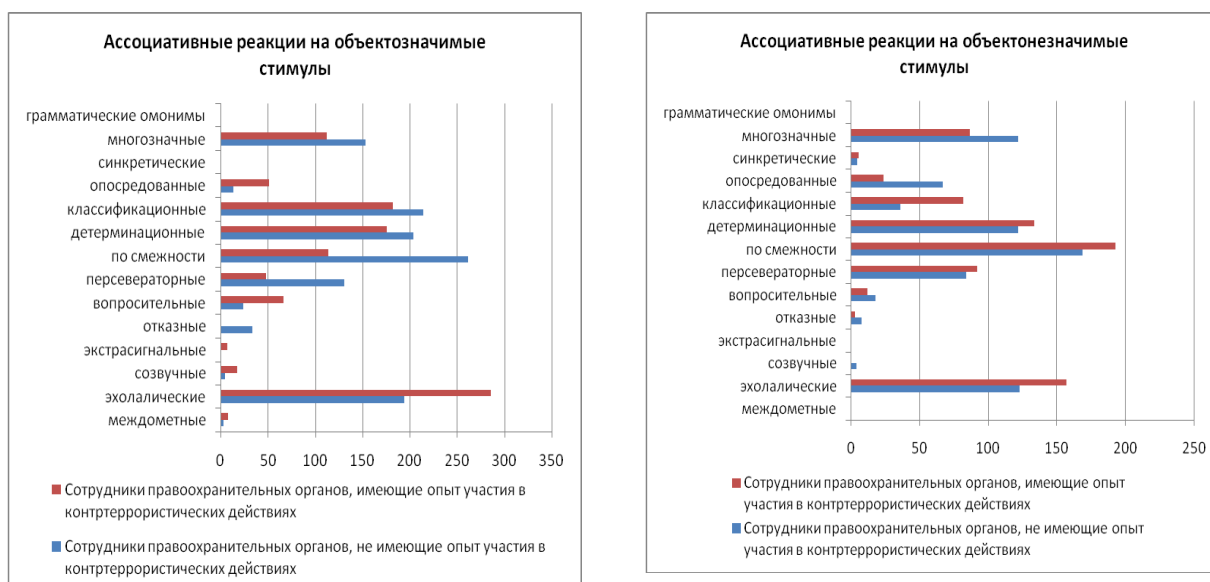 Ассоциативные реакции на объектозначимые
стимулы
грамматические омонимы
многозначные
синкретические
опосредованные
классификационные
детерминационные
по смежности
персевераторные
вопросительные
отказные
экстрасигнальные
созвучные
эхолалические
междометные
0 50 100 150 200 250 300 350
Сотрудники правоохранительных органов, имеющие опыт участия в
контртеррористических действиях
Сотрудники правоохранительных органов, не имеющие опыт участия в
контртеррористических действиях
Ассоциативные реакции на объектонезначимые
стимулы
грамматические омонимы
многозначные
синкретические
опосредованные
классификационные
детерминационные
по смежности
персевераторные
вопросительные
отказные
экстрасигнальные
созвучные
эхолалические
междометные
0 50 100 150 200 250
Сотрудники правоохранительных органов, имеющие опыт
участия в контртеррористических действиях
Сотрудники правоохранительных органов, не имеющие опыт
участия в контртеррористических действиях